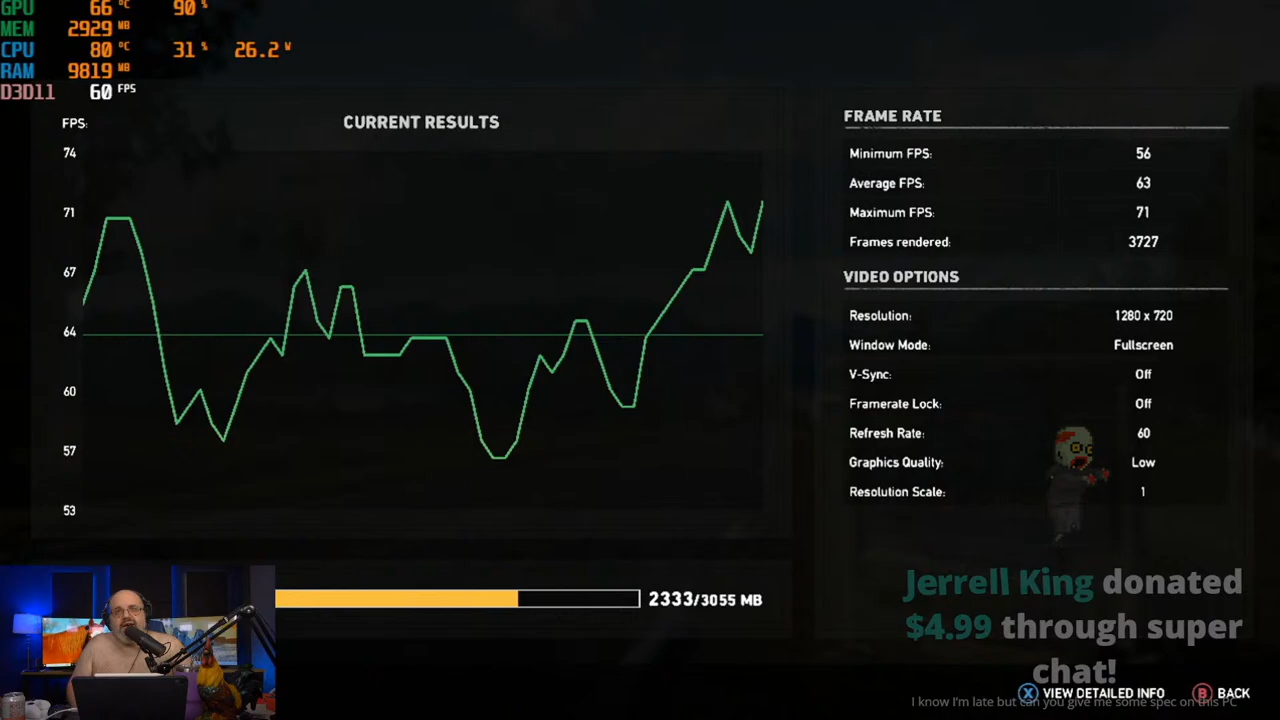 GPU 66 °C 90 %
MEM 2929 MB
CPU 80 °C 31 % 26.2 W
RAM 9819 MB
D3D11 60 FPS
FPS:
CURRENT RESULTS
74
71
67
64
60
57
53
2333/3055 MB
FRAME RATE
Minimum FPS: 56
Average FPS: 63
Maximum FPS: 71
Frames rendered: 3727
VIDEO OPTIONS
Resolution: 1280 x 720
Window Mode: Fullscreen
V-Sync: Off
Framerate Lock: Off
Refresh Rate: 60
Graphics Quality: Low
Resolution Scale: 1
Jerrell King donated
$4.99 through super
chat!
X VIEW DETAILED INFO B BACK
I know I'm late but can you give me some spec on this PC